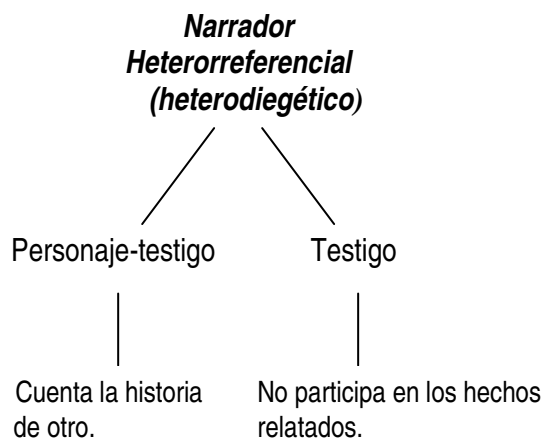 Narrador
Heterorreferencial
(heterodiegético)
Personaje-testigo
Testigo
Cuenta la historia
de otro.
No participa en los hechos
relatados.